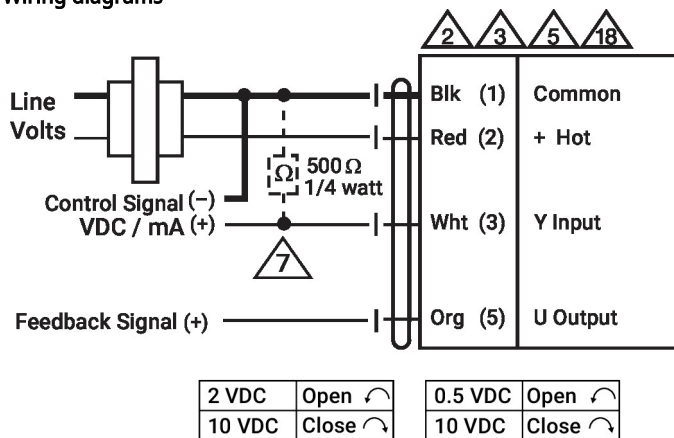 Wiring diagrams
2 3 5 18
Line
Volts
Blk (1) Common
Red (2) + Hot
Ω 500 Ω
1/4 watt
Control Signal (−)
VDC / mA (+)
Wht (3) Y Input
7
Feedback Signal (+)
Org (5) U Output
2 VDC Open
10 VDC Close
0.5 VDC Open
10 VDC Close